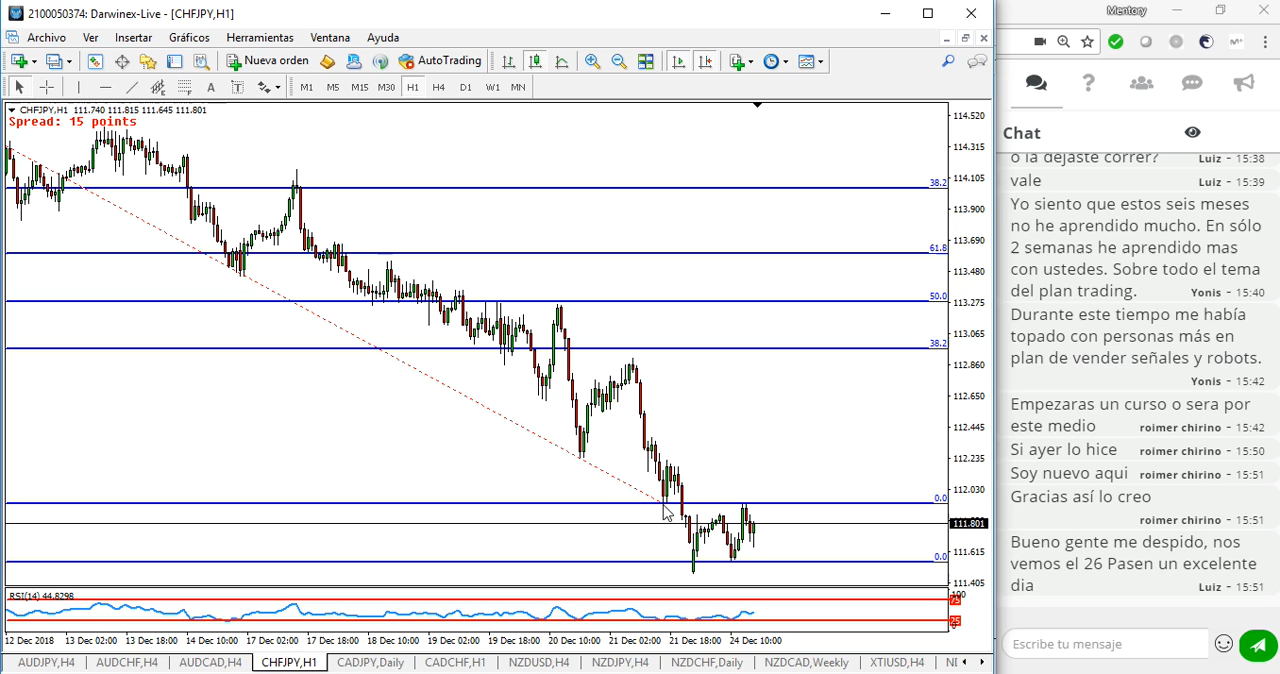 2100050374: Darwinex-Live - [CHFJPY,H1]
Archivo Ver Insertar Gráficos Herramientas Ventana Ayuda
Nueva orden AutoTrading
A T M1 M5 M15 M30 H1 H4 D1 W1 MN
CHFJPY,H1 111.740 111.815 111.645 111.801
Spread: 15 points
114.520
114.315
114.105
38.2
113.900
113.690
61.8
113.480
50.0
113.275
113.065
38.2
112.860
112.650
112.445
112.235
112.030
0.0
111.801
111.615
0.0
111.405
RSI(14) 44.8298
100
75
25
0
12 Dec 2018 13 Dec 02:00 13 Dec 18:00 14 Dec 10:00 17 Dec 02:00 17 Dec 18:00 18 Dec 10:00 19 Dec 02:00 19 Dec 18:00 20 Dec 10:00 21 Dec 02:00 21 Dec 18:00 24 Dec 10:00
AUDJPY,H4 AUDCHF,H4 AUDCAD,H4 CHFJPY,H1 CADJPY,Daily CADCHF,H1 NZDUSD,H4 NZDJPY,H4 NZDCHF,Daily NZDCAD,Weekly XTIUSD,H4
Mentory
Chat
o la dejaste correr? Luiz - 15:38
vale Luiz - 15:39
Yo siento que estos seis meses
no he aprendido mucho. En sólo
2 semanas he aprendido mas
con ustedes. Sobre todo el tema
del plan trading. Yonis - 15:40
Durante este tiempo me había
topado con personas más en
plan de vender señales y robots.
Yonis - 15:42
Empezaras un curso o sera por
este medio roimer chirino - 15:42
Si ayer lo hice roimer chirino - 15:50
Soy nuevo aqui roimer chirino - 15:51
Gracias así lo creo
roimer chirino - 15:51
Bueno gente me despido, nos
vemos el 26 Pasen un excelente
dia Luiz - 15:51
Escribe tu mensaje